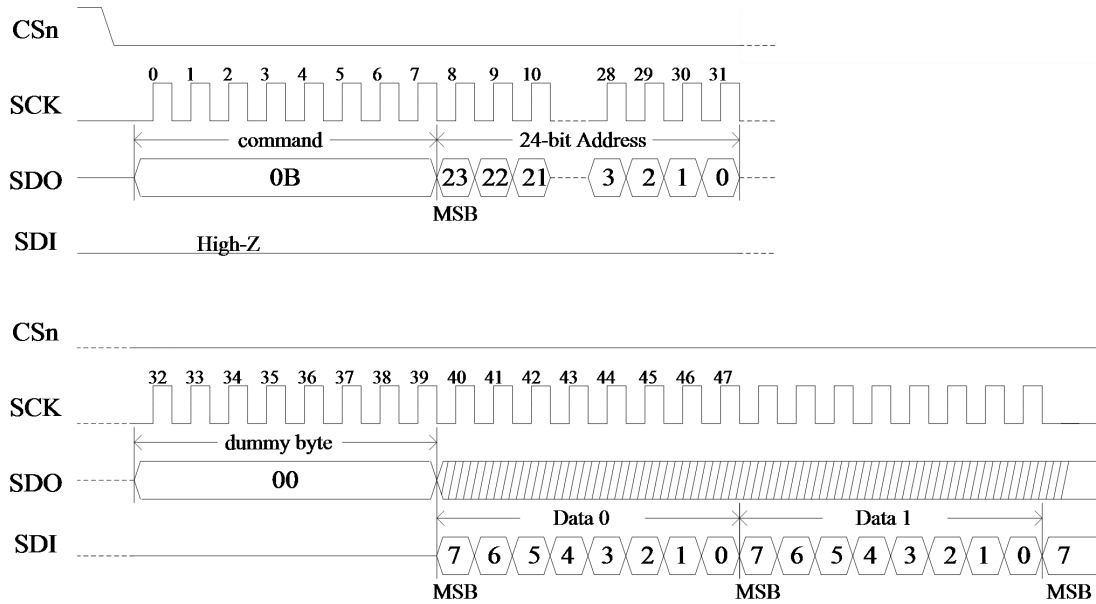 CSn
0 1 2 3 4 5 6 7 8 9 10 28 29 30 31
SCK
command 24-bit Address
SDO 0B 23 22 21 3 2 1 0
MSB
SDI High-Z
CSn
32 33 34 35 36 37 38 39 40 41 42 43 44 45 46 47
SCK
dummy byte
SDO 00
Data 0 Data 1
SDI 7 6 5 4 3 2 1 0 7 6 5 4 3 2 1 0 7
MSB MSB MSB